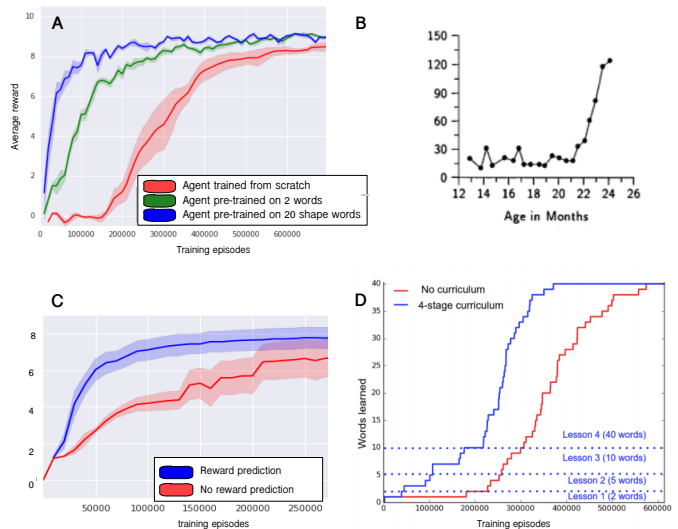 A
10
8
6
4
2
0
Average reward
Agent trained from scratch
Agent pre-trained on 2 words
Agent pre-trained on 20 shape words
0 100000 200000 300000 400000 500000 600000
Training episodes
B
150
120
90
60
30
0
12 13 14 15 16 17 18 19 20 21 22 24 26
Age in Months
C
8
6
4
2
0
Reward prediction
No reward prediction
50000 100000 150000 200000 250000
training episodes
D
No curriculum
4-stage curriculum
40
35
30
25
20
15
10
5
0
Words learned
Lesson 4 (40 words)
Lesson 3 (10 words)
Lesson 2 (5 words)
Lesson 1 (2 words)
0 100000 200000 300000 400000 500000 600000
Training episodes